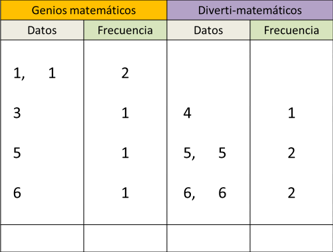 Genios matemáticos Diverti-matemáticos
Datos Frecuencia Datos Frecuencia
1, 1 2
3 1 4 1
5 1 5, 5 2
6 1 6, 6 2